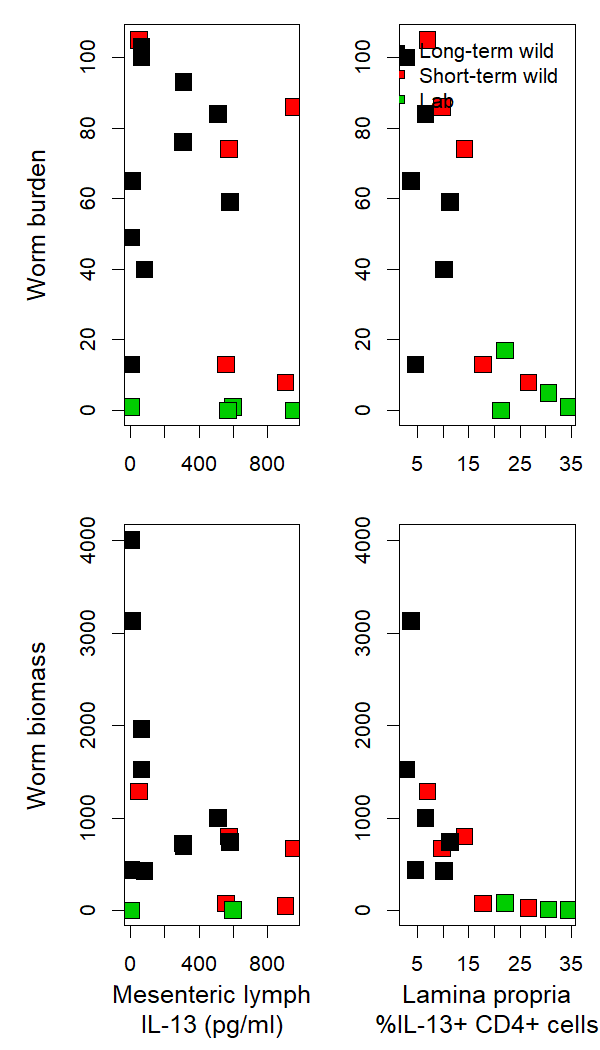 Worm burden
0 20 40 60 80 100
0 400 800
Long-term wild
Short-term wild
Lab
0 20 40 60 80 100
5 15 25 35
Worm biomass
0 1000 2000 3000 4000
0 400 800
Mesenteric lymph
IL-13 (pg/ml)
0 1000 2000 3000 4000
5 15 25 35
Lamina propria
%IL-13+ CD4+ cells